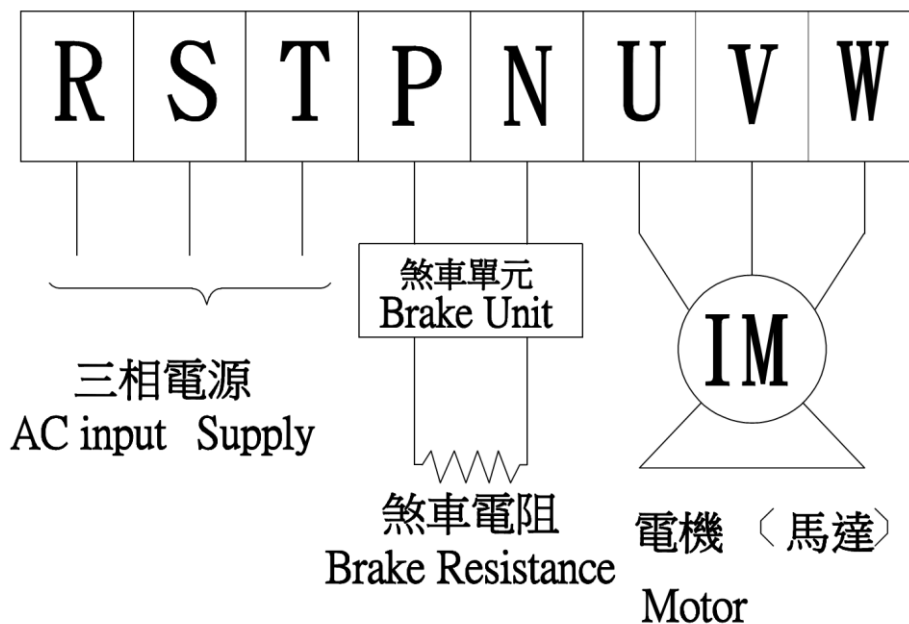 R S T P N U V W
煞車單元
Brake Unit
IM
三相電源
AC input Supply
煞車電阻
Brake Resistance
電機（馬達）
Motor